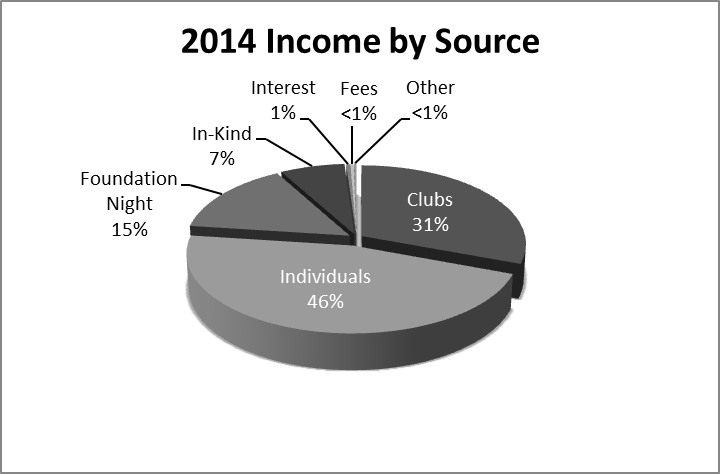 2014 Income by Source
Interest
1%
Fees
<1%
Other
<1%
In-Kind
7%
Foundation
Night
15%
Clubs
31%
Individuals
46%